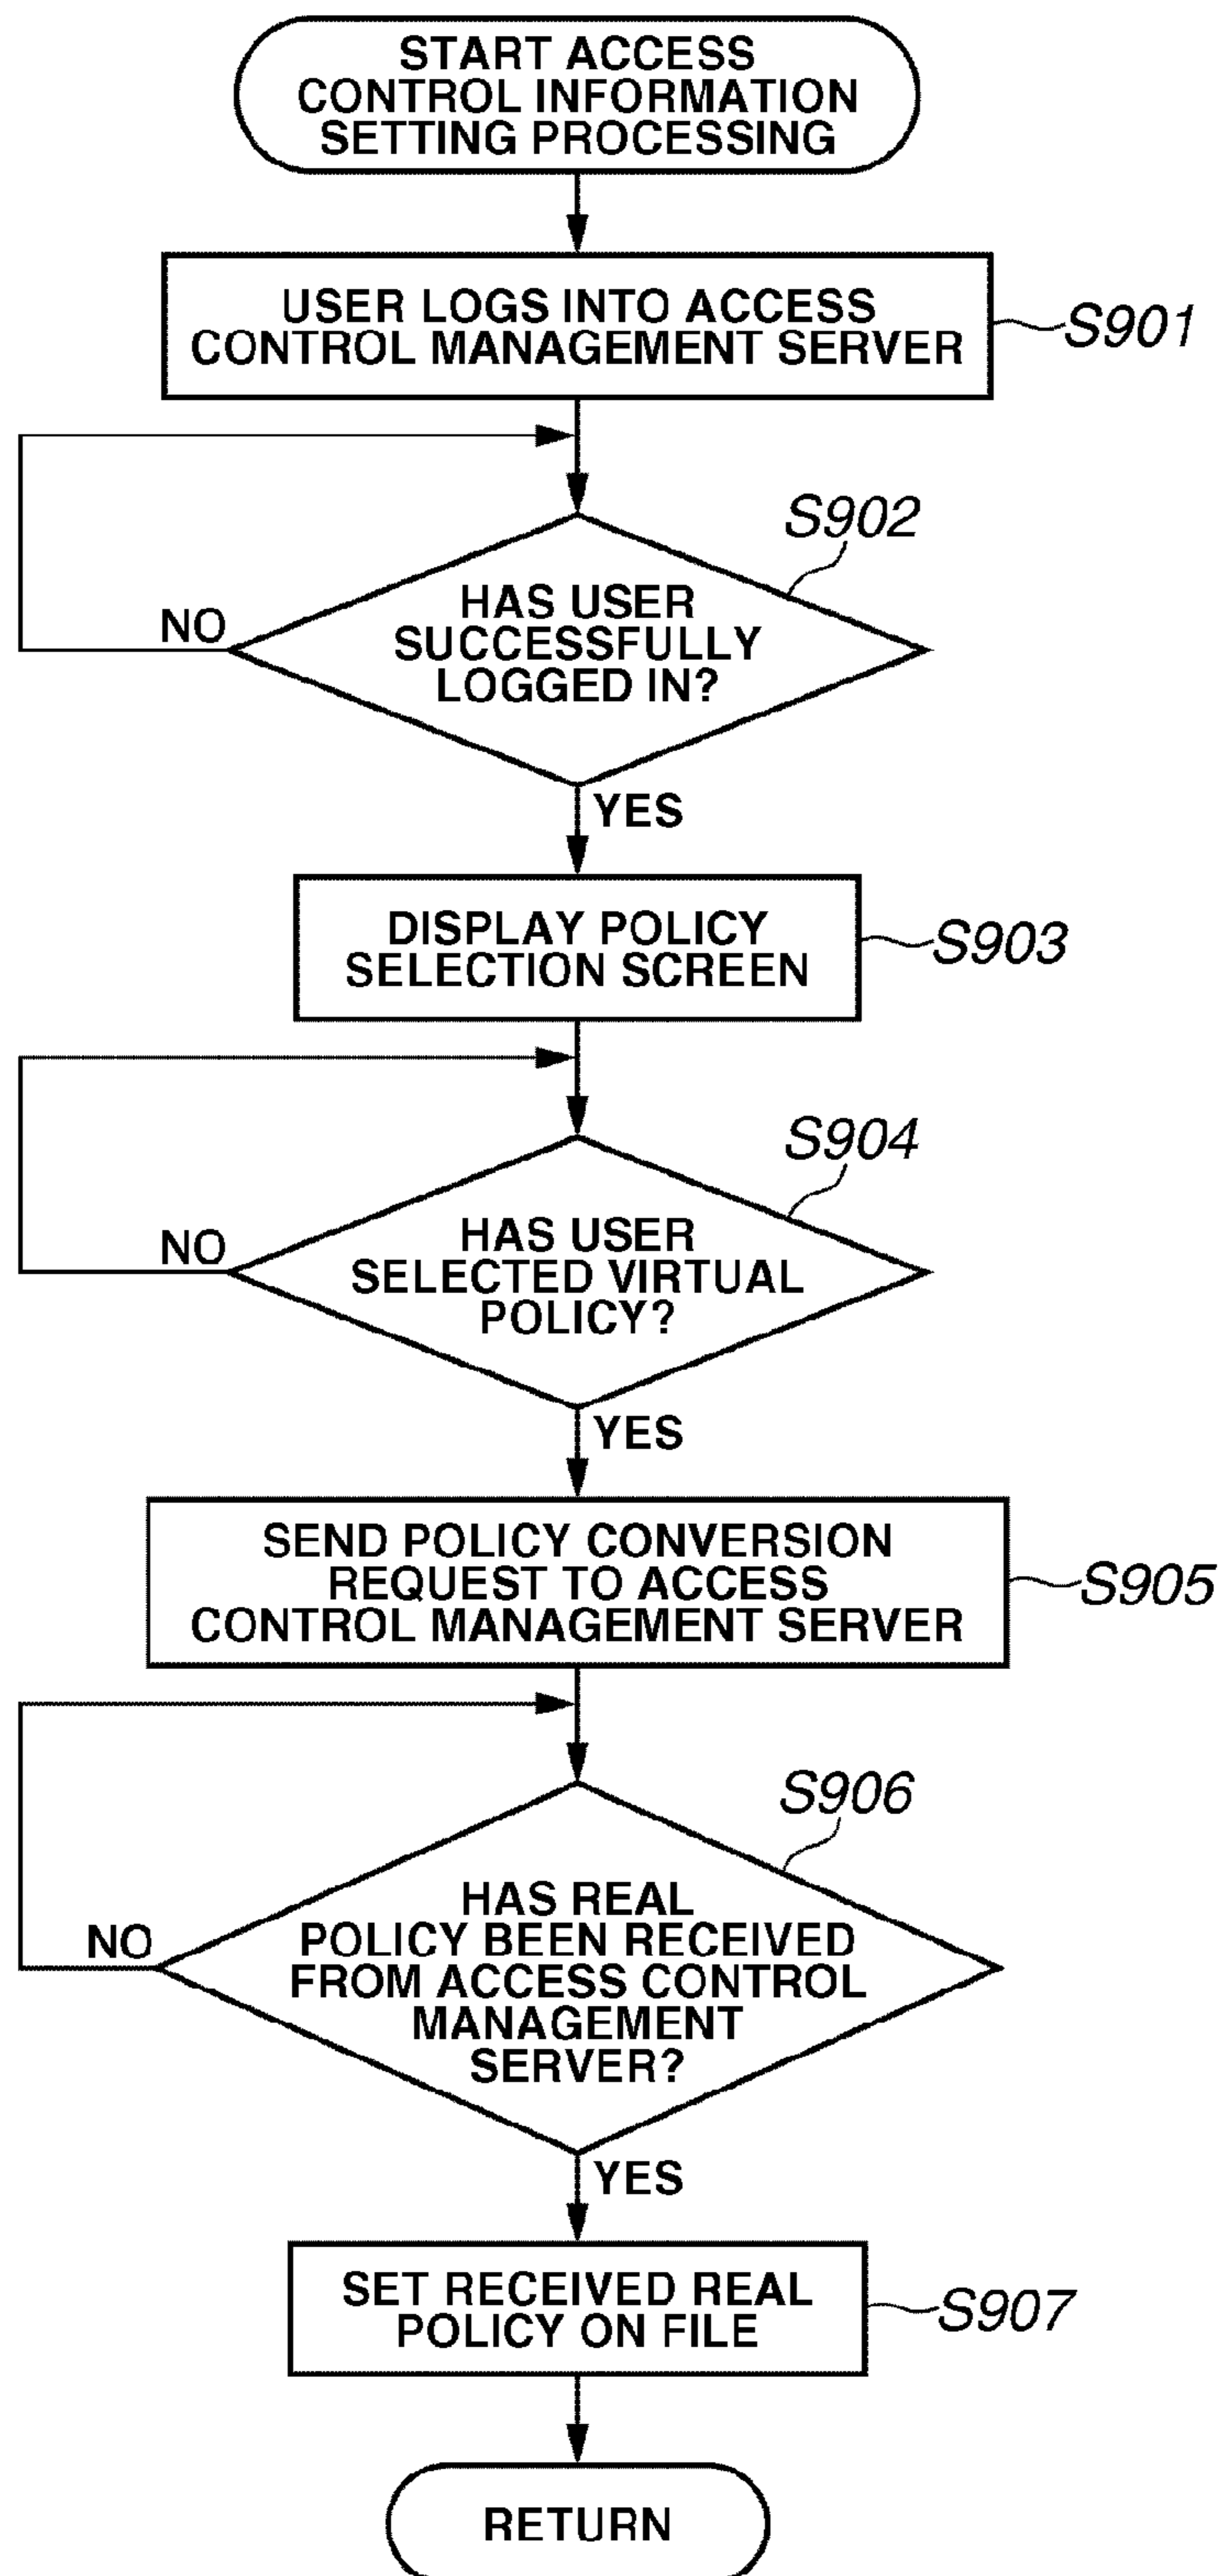 START ACCESS
CONTROL INFORMATION
SETTING PROCESSING
USER LOGS INTO ACCESS
CONTROL MANAGEMENT SERVER
S901
S902
HAS USER
SUCCESSFULLY
LOGGED IN?
NO
YES
DISPLAY POLICY
SELECTION SCREEN
S903
S904
HAS USER
SELECTED VIRTUAL
POLICY?
NO
YES
SEND POLICY CONVERSION
REQUEST TO ACCESS
CONTROL MANAGEMENT SERVER
S905
S906
HAS REAL
POLICY BEEN RECEIVED
FROM ACCESS CONTROL
MANAGEMENT
SERVER?
NO
YES
SET RECEIVED REAL
POLICY ON FILE
S907
RETURN